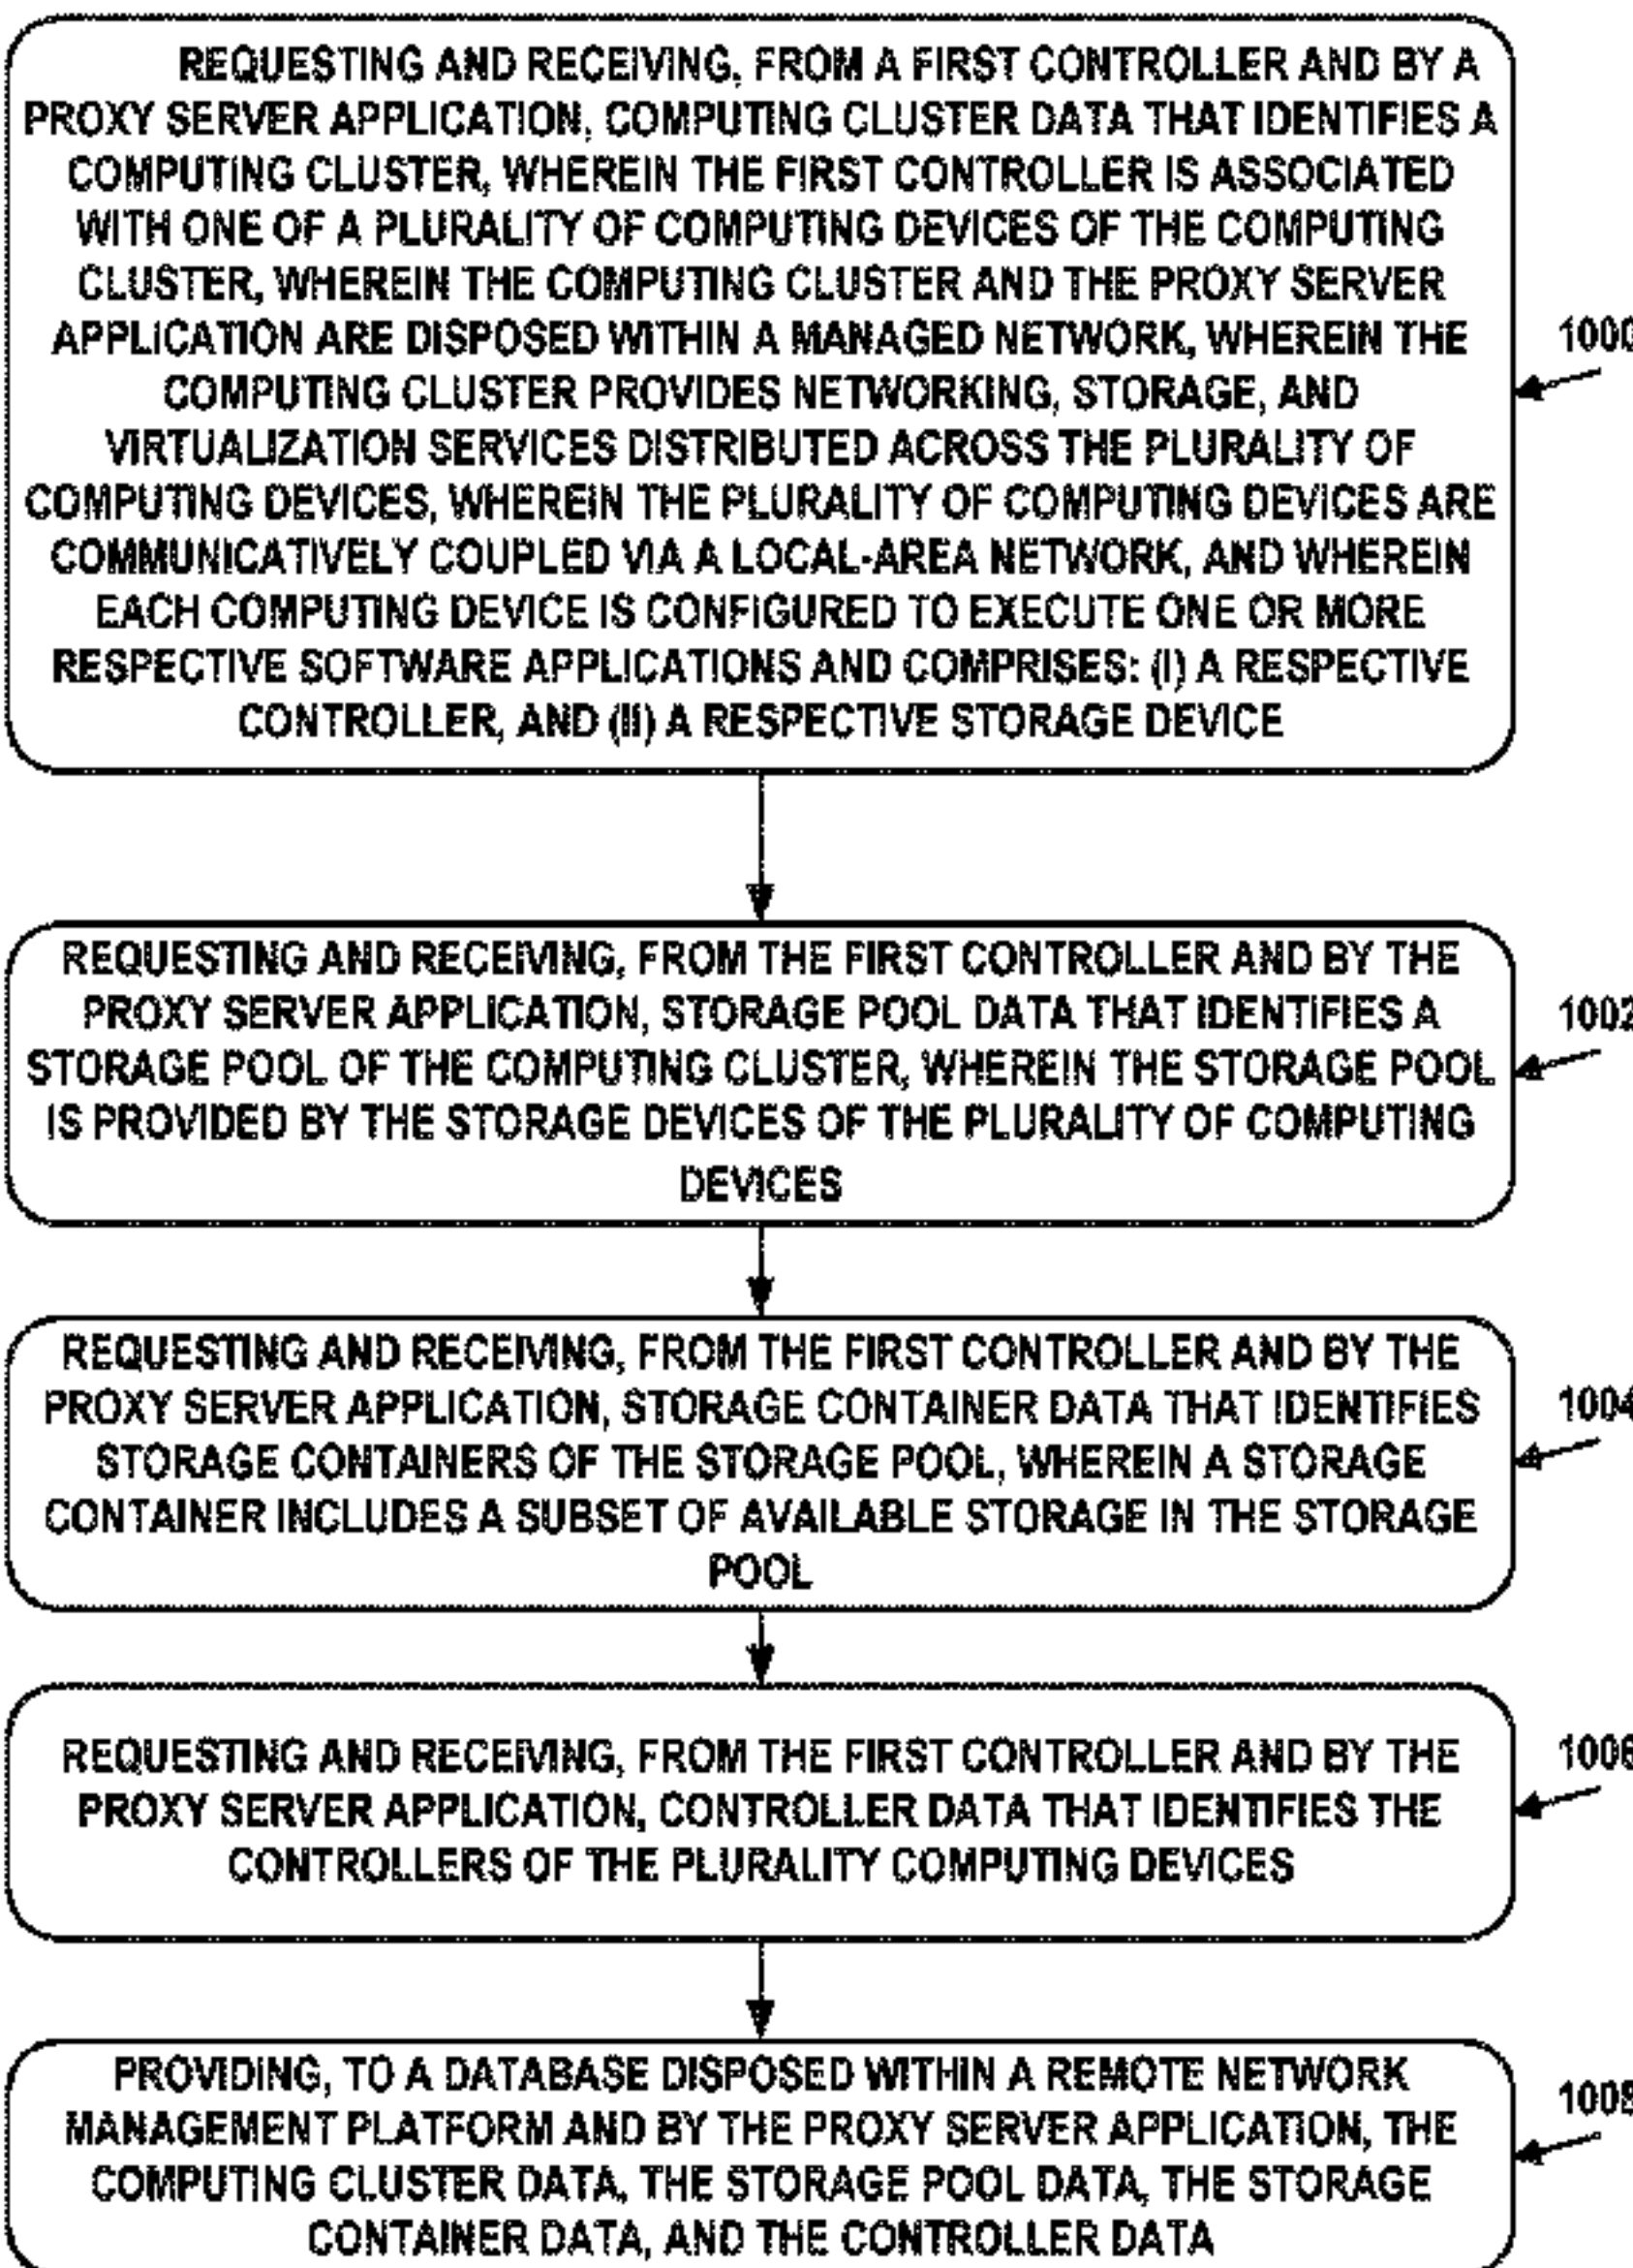 REQUESTING AND RECEIVING, FROM A FIRST CONTROLLER AND BY A
PROXY SERVER APPLICATION, COMPUTING CLUSTER DATA THAT IDENTIFIES A
COMPUTING CLUSTER, WHEREIN THE FIRST CONTROLLER IS ASSOCIATED
WITH ONE OF A PLURALITY OF COMPUTING DEVICES OF THE COMPUTING
CLUSTER, WHEREIN THE COMPUTING CLUSTER AND THE PROXY SERVER
APPLICATION ARE DISPOSED WITHIN A MANAGED NETWORK, WHEREIN THE
COMPUTING CLUSTER PROVIDES NETWORKING, STORAGE, AND
VIRTUALIZATION SERVICES DISTRIBUTED ACROSS THE PLURALITY OF
COMPUTING DEVICES, WHEREIN THE PLURALITY OF COMPUTING DEVICES ARE
COMMUNICATIVELY COUPLED VIA A LOCAL-AREA NETWORK, AND WHEREIN
EACH COMPUTING DEVICE IS CONFIGURED TO EXECUTE ONE OR MORE
RESPECTIVE SOFTWARE APPLICATIONS AND COMPRISES: (I) A RESPECTIVE
CONTROLLER, AND (II) A RESPECTIVE STORAGE DEVICE
1000
REQUESTING AND RECEIVING, FROM THE FIRST CONTROLLER AND BY THE
PROXY SERVER APPLICATION, STORAGE POOL DATA THAT IDENTIFIES A
STORAGE POOL OF THE COMPUTING CLUSTER, WHEREIN THE STORAGE POOL
IS PROVIDED BY THE STORAGE DEVICES OF THE PLURALITY OF COMPUTING
DEVICES
1002
REQUESTING AND RECEIVING, FROM THE FIRST CONTROLLER AND BY THE
PROXY SERVER APPLICATION, STORAGE CONTAINER DATA THAT IDENTIFIES
STORAGE CONTAINERS OF THE STORAGE POOL, WHEREIN A STORAGE
CONTAINER INCLUDES A SUBSET OF AVAILABLE STORAGE IN THE STORAGE
POOL
1004
REQUESTING AND RECEIVING, FROM THE FIRST CONTROLLER AND BY THE
PROXY SERVER APPLICATION, CONTROLLER DATA THAT IDENTIFIES THE
CONTROLLERS OF THE PLURALITY COMPUTING DEVICES
1006
PROVIDING, TO A DATABASE DISPOSED WITHIN A REMOTE NETWORK
MANAGEMENT PLATFORM AND BY THE PROXY SERVER APPLICATION, THE
COMPUTING CLUSTER DATA, THE STORAGE POOL DATA, THE STORAGE
CONTAINER DATA, AND THE CONTROLLER DATA
1008